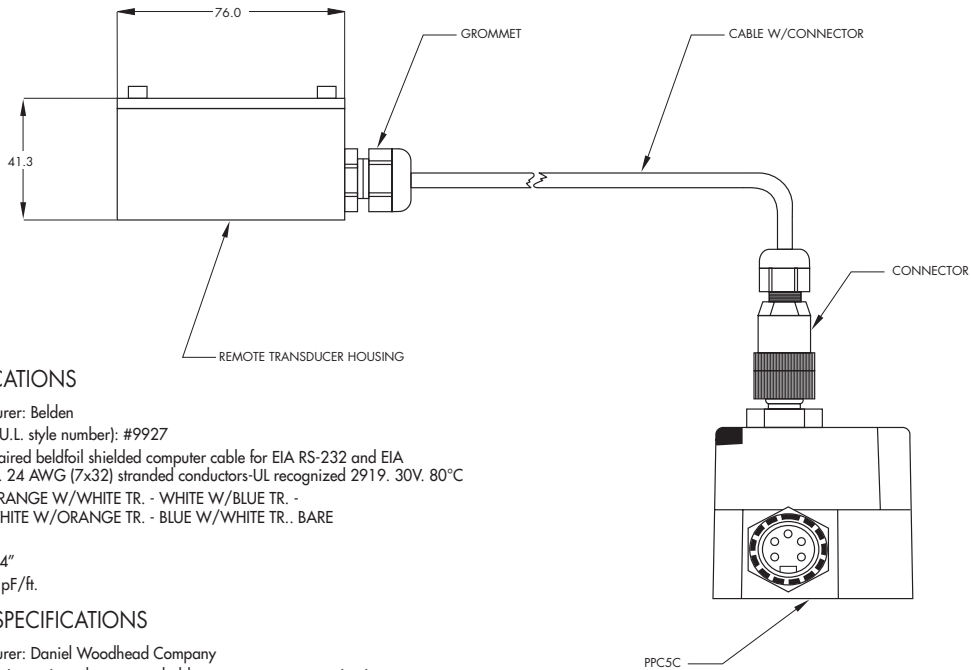 76.0
GROMMET
CABLE W/CONNECTOR
41.3
CONNECTOR
REMOTE TRANSDUCER HOUSING
CATIONS
urer: Belden
U.L. style number): #9927
aired beldfoil shielded computer cable for EIA RS-232 and EIA
. 24 AWG (7x32) stranded conductors-UL recognized 2919. 30V. 80°C
RANGE W/WHITE TR. - WHITE W/BLUE TR. -
HITE W/ORANGE TR. - BLUE W/WHITE TR.. BARE
4"
pF/ft.
SPECIFICATIONS
urer: Daniel Woodhead Company
PPC5C